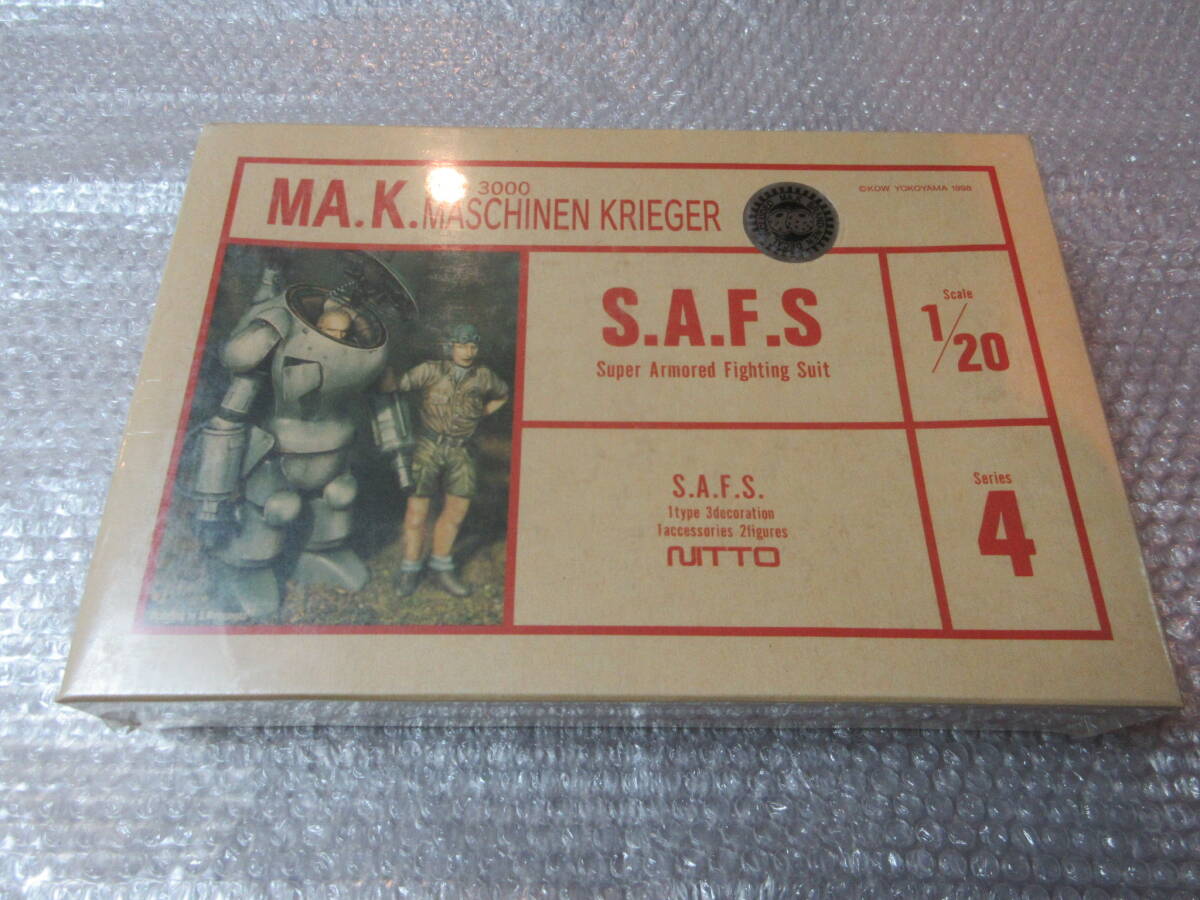 3000
MA.K. MASCHINEN KRIEGER
©KOW YOKOYAMA 1998
S.A.F.S
Super Armored Fighting Suit
Scale
1/20
S.A.F.S.
1type 3decoration
1accessories 2figures
NITTO
Series
4